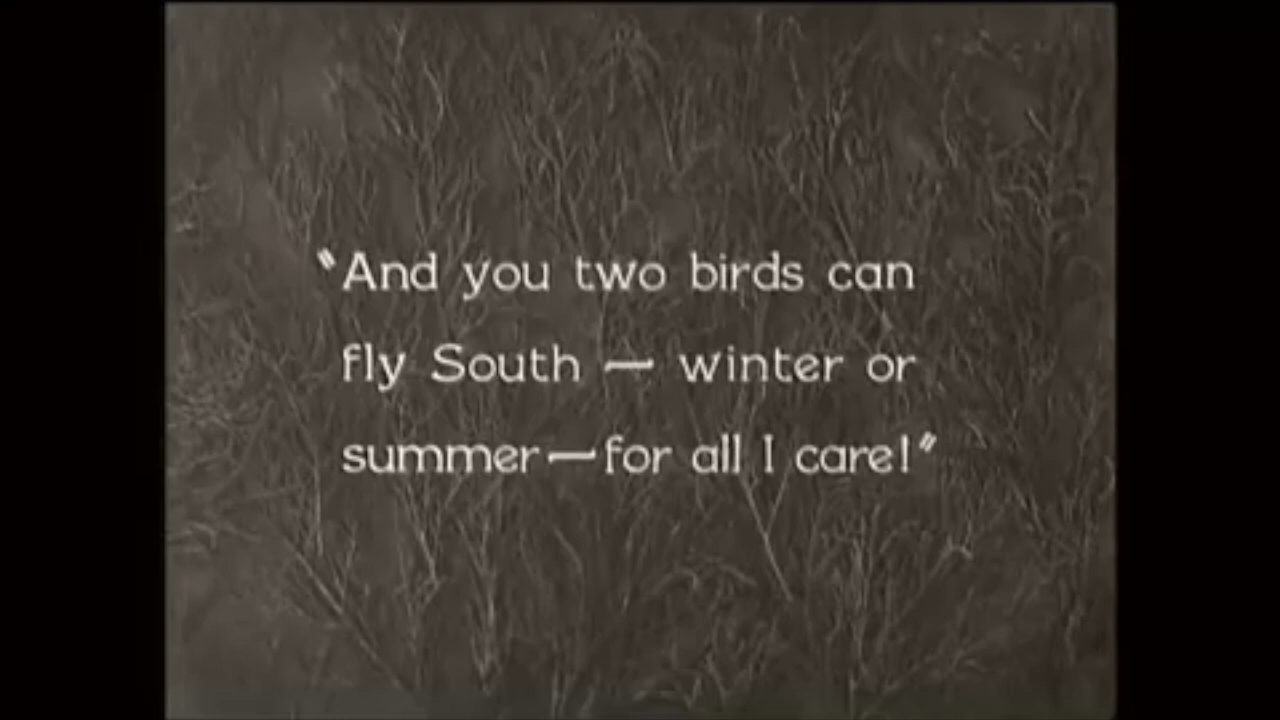 "And you two birds can
fly South — winter or
summer—for all I care!"